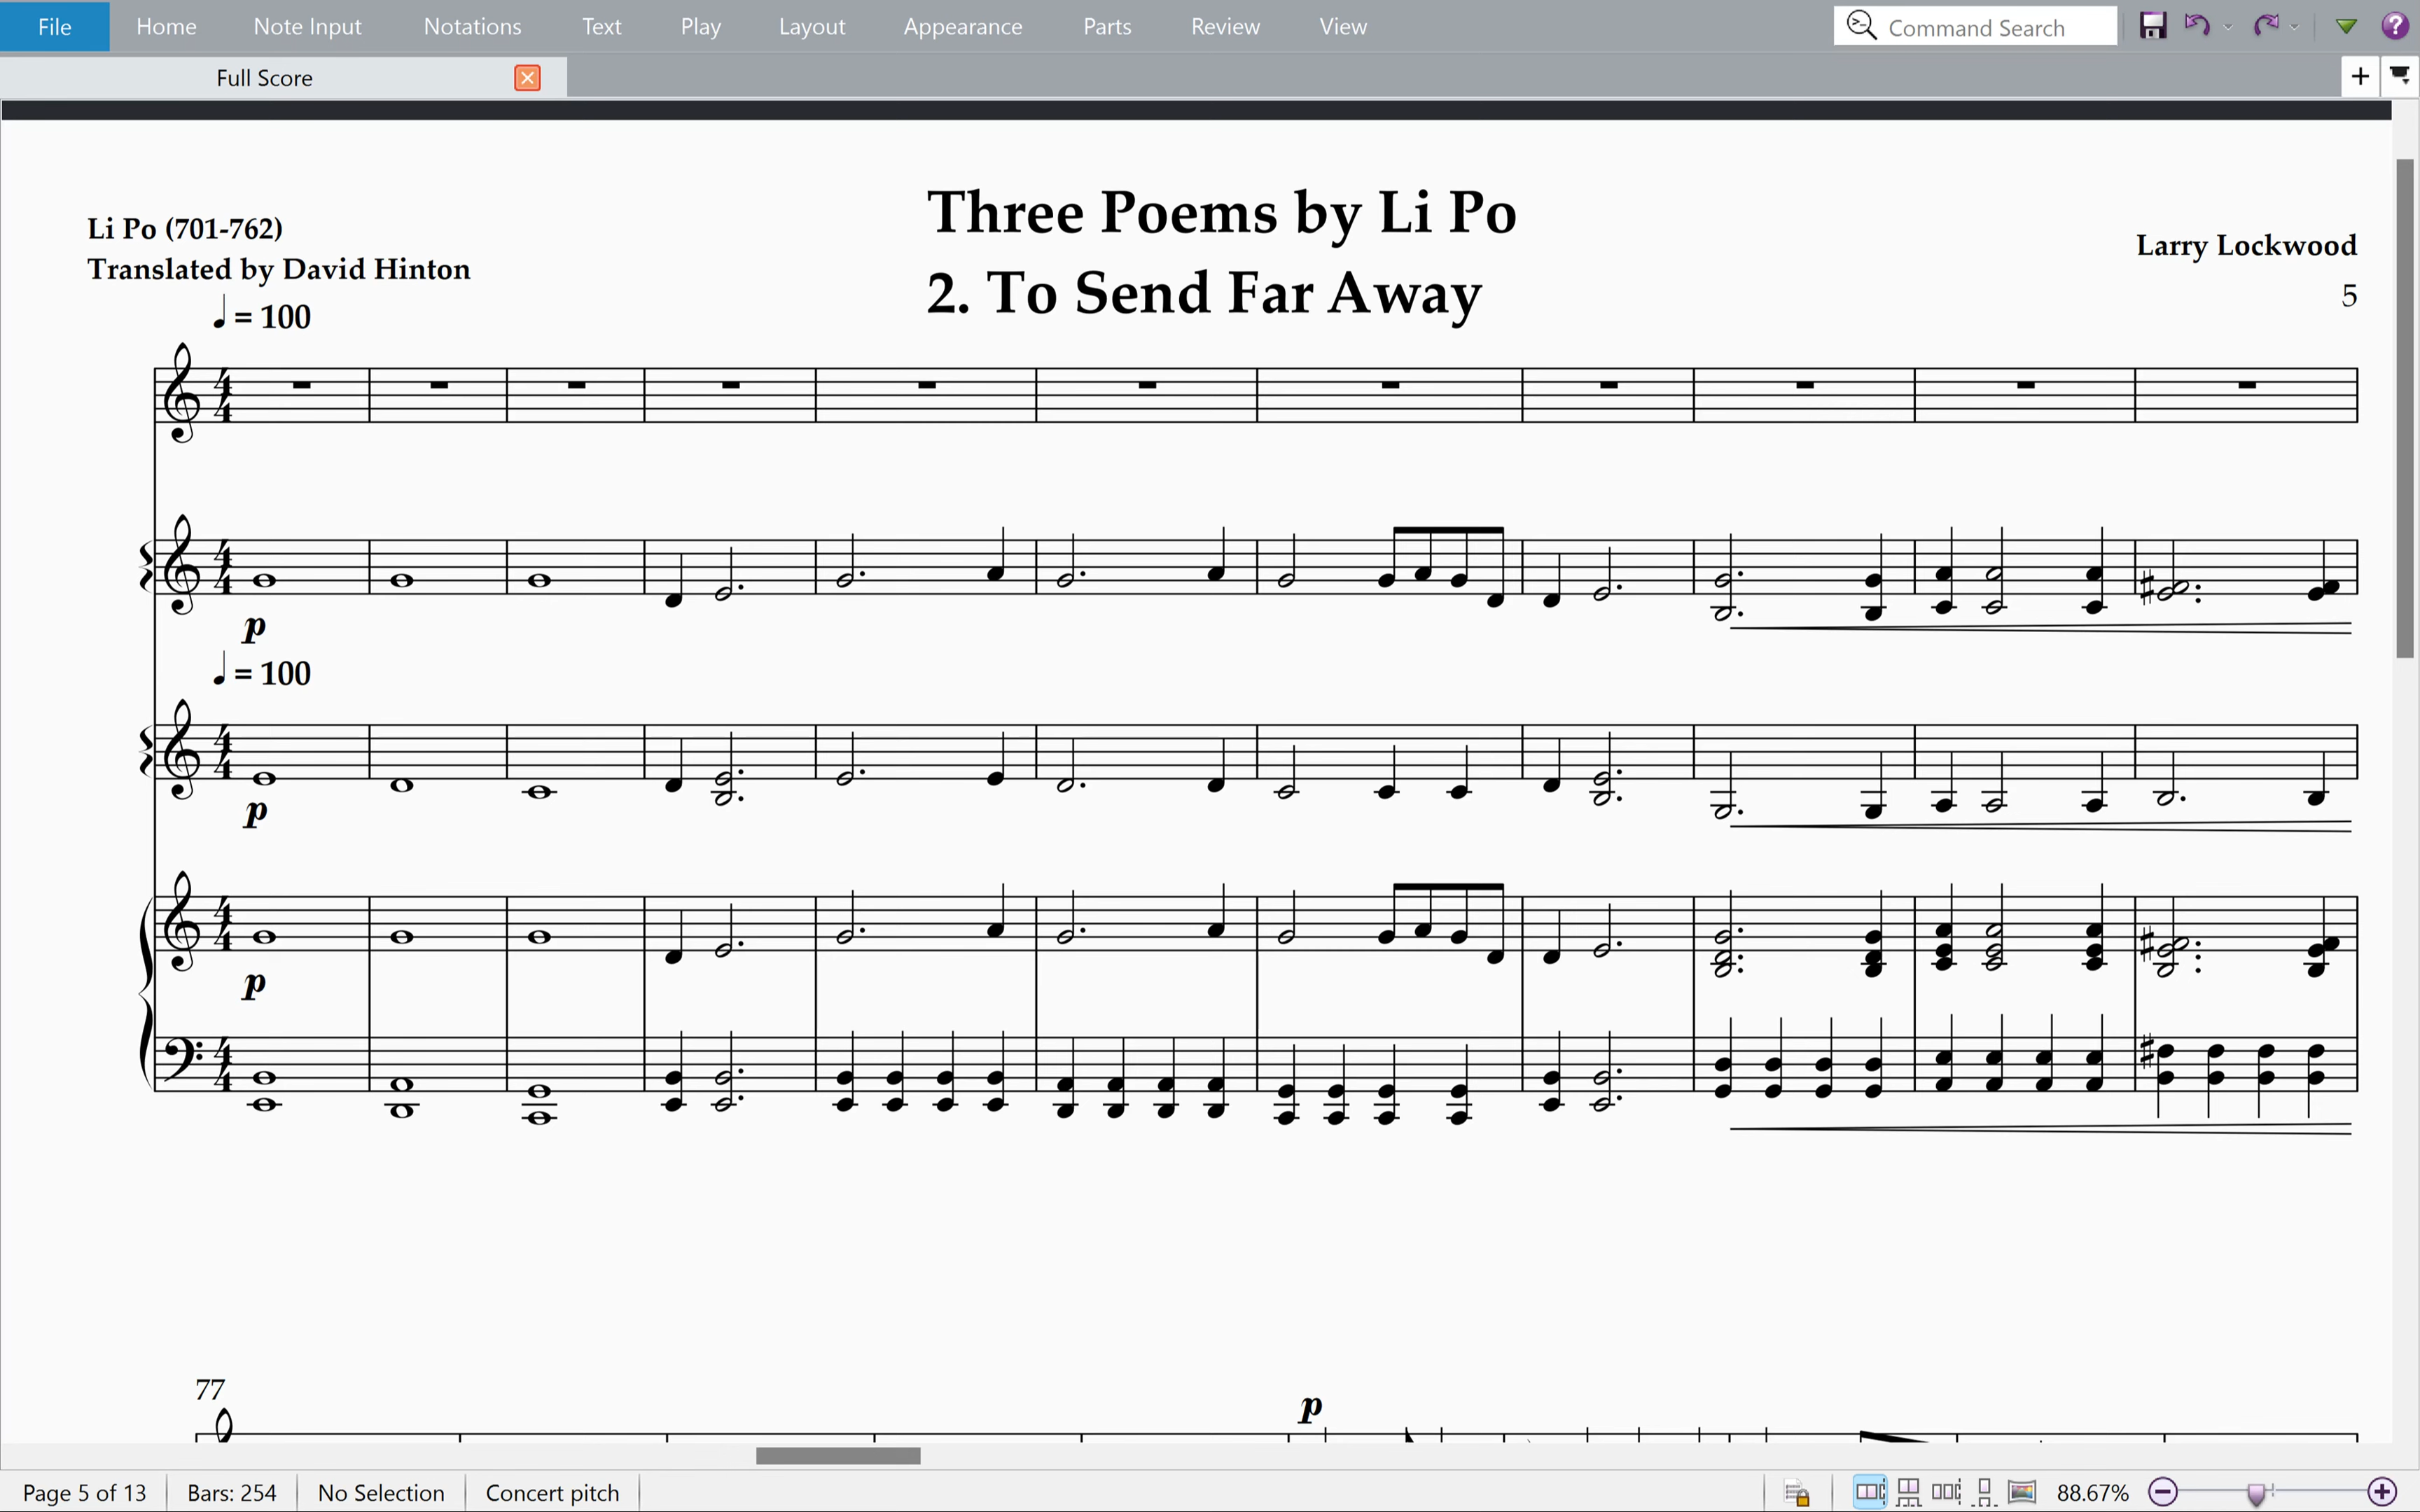 File Home Note Input Notations Text Play Layout Appearance Parts Review View Command Search
Full Score
Three Poems by Li Po
Li Po (701-762)
Larry Lockwood
Translated by David Hinton
2. To Send Far Away
5
= 100
p
= 100
p
p
77
p
Page 5 of 13 Bars: 254 No Selection Concert pitch 88.67%